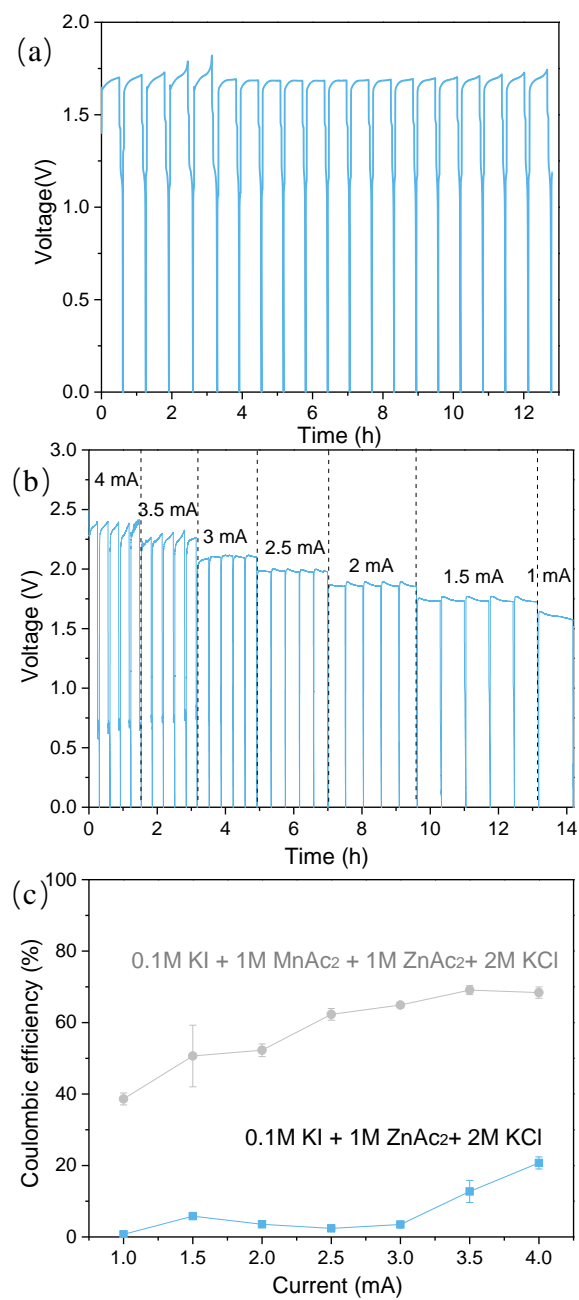 (a)
2.0
1.5
1.0
0.5
0.0
Voltage(V)
0 2 4 6 8 10 12
Time (h)
(b)
3.0
2.5
2.0
1.5
1.0
0.5
0.0
Voltage (V)
4 mA
3.5 mA
3 mA
2.5 mA
2 mA
1.5 mA
1 mA
0 2 4 6 8 10 12 14
Time (h)
(c)
100
80
60
40
20
0
Coulombic efficiency (%)
0.1M KI + 1M MnAc₂ + 1M ZnAc₂+ 2M KCl
0.1M KI + 1M ZnAc₂+ 2M KCl
1.0 1.5 2.0 2.5 3.0 3.5 4.0
Current (mA)